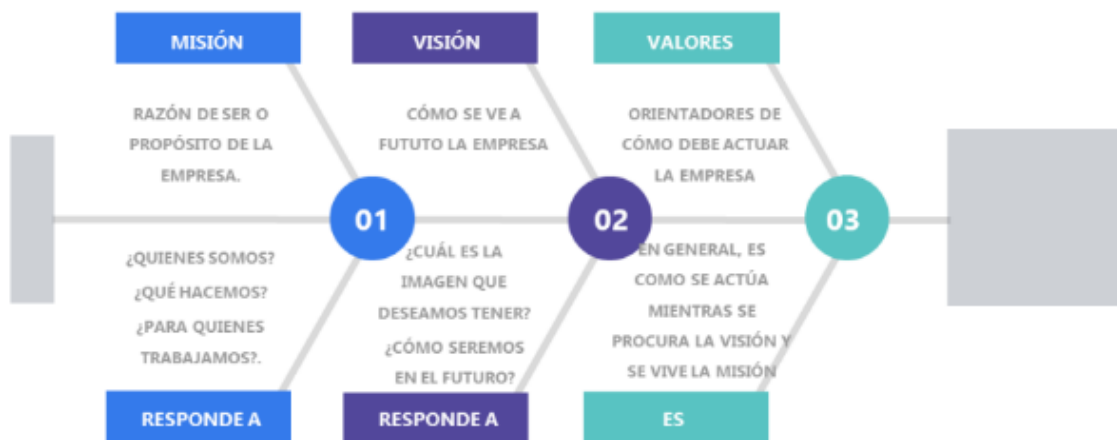 MISIÓN
RAZÓN DE SER O
PROPÓSITO DE LA
EMPRESA.
01
¿QUIENES SOMOS?
¿QUÉ HACEMOS?
¿PARA QUIENES
TRABAJAMOS?.
RESPONDE A
VISIÓN
CÓMO SE VE A
FUTUTO LA EMPRESA
02
¿CUÁL ES LA
IMAGEN QUE
DESEAMOS TENER?
¿CÓMO SEREMOS
EN EL FUTURO?
RESPONDE A
VALORES
ORIENTADORES DE
CÓMO DEBE ACTUAR
LA EMPRESA
03
EN GENERAL, ES
COMO SE ACTÚA
MIENTRAS SE
PROCURA LA VISIÓN Y
SE VIVE LA MISIÓN
ES